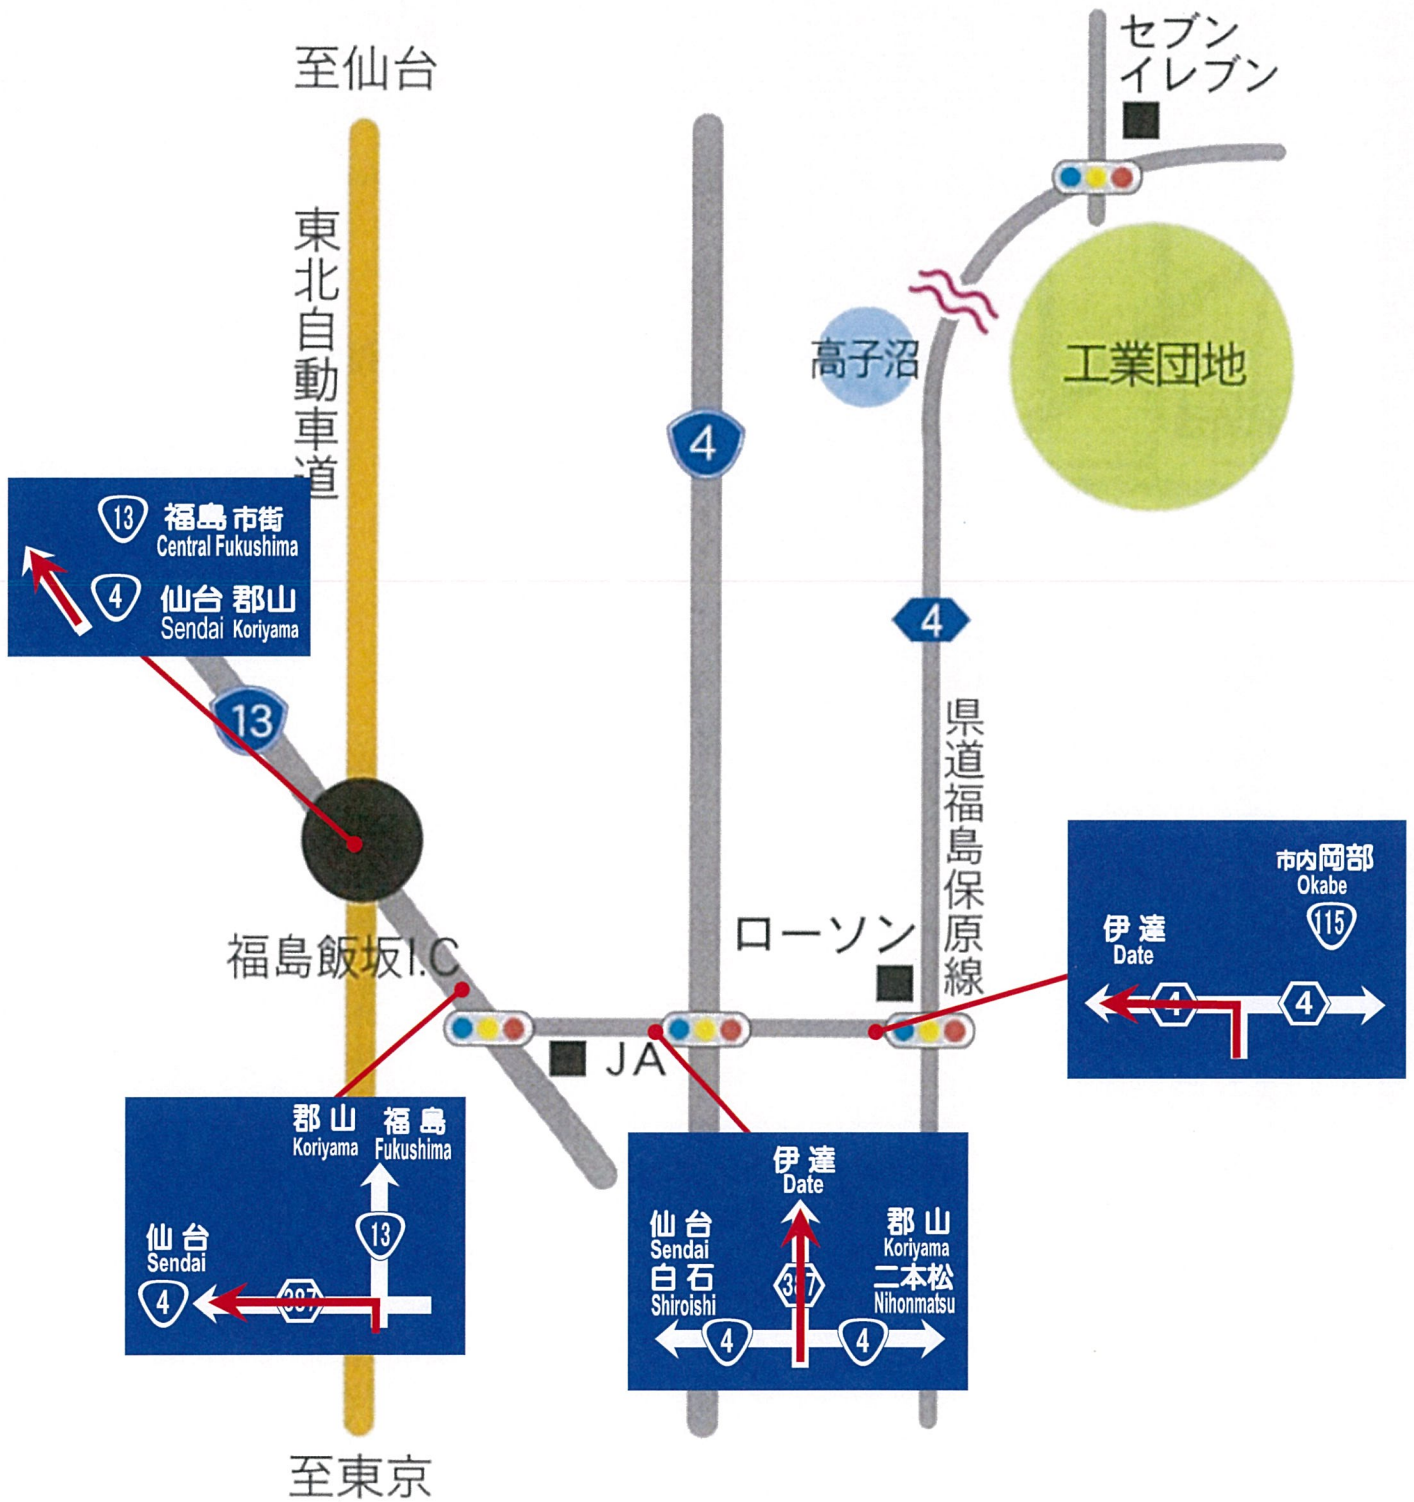 至仙台
セブン
イレブン
東北自動車道
4
高子沼
工業団地
13 福島 市街
Central Fukushima
4 仙台 郡山
Sendai Koriyama
13
4
県道福島保原線
ローソン
福島飯坂I.C
JA
市内岡部
Okabe
115
伊達
Date
4 4
郡山 福島
Koriyama Fukushima
13
仙台
Sendai
4 387
伊達
Date
仙台 郡山
Sendai Koriyama
白石 387 二本松
Shiroishi Nihonmatsu
4 4
至東京